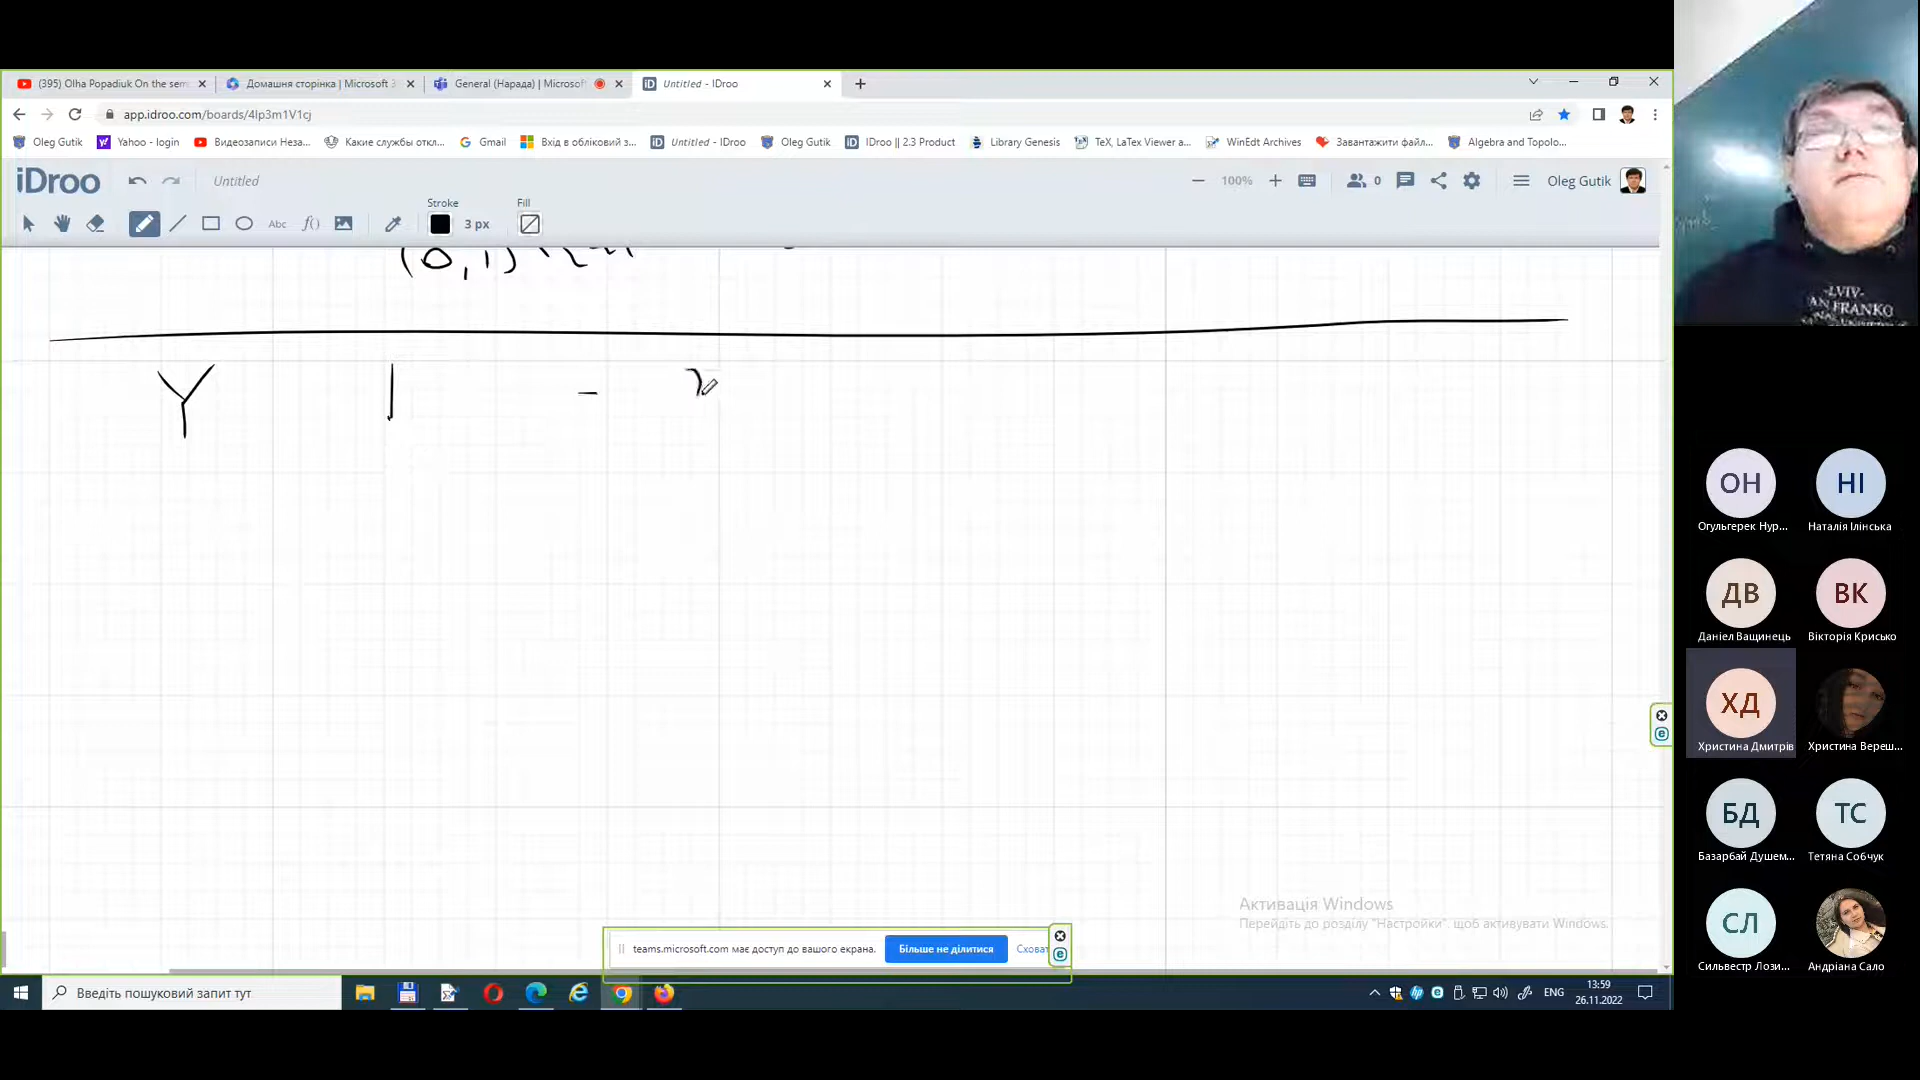 (395) Olha Popadiuk On the sem
Домашня сторінка | Microsoft 3
General (Нарада) | Microsoft
Untitled - IDroo
app.idroo.com/boards/4lp3m1V1cj
Oleg Gutik
Yahoo - login
Видеозаписи Неза...
Какие службы откл...
Gmail
Вхід в обліковий з...
Untitled - IDroo
Oleg Gutik
IDroo || 2.3 Product
Library Genesis
TeX, LaTex Viewer a...
WinEdt Archives
Завантажити файл...
Algebra and Topolo...
iDroo
Untitled
100%
0
Oleg Gutik
Abc
f()
Stroke
3 px
Fill
Y | -
-LVIV-
AN FRANKO
ОН
Огульгерек Нур...
НІ
Наталія Ілінська
ДВ
Даніел Ващинець
ВК
Вікторія Крисько
ХД
Христина Дмитрів
Христина Вереш...
БД
Базарбай Душем...
ТС
Тетяна Собчук
СЛ
Сильвестр Лози...
Андріана Сало
Активація Windows
Перейдіть до розділу "Настройки", щоб активувати Windows.
teams.microsoft.com має доступ до вашого екрана.
Більше не ділитися
Сховат
Введіть пошуковий запит тут
ENG
13:59
26.11.2022